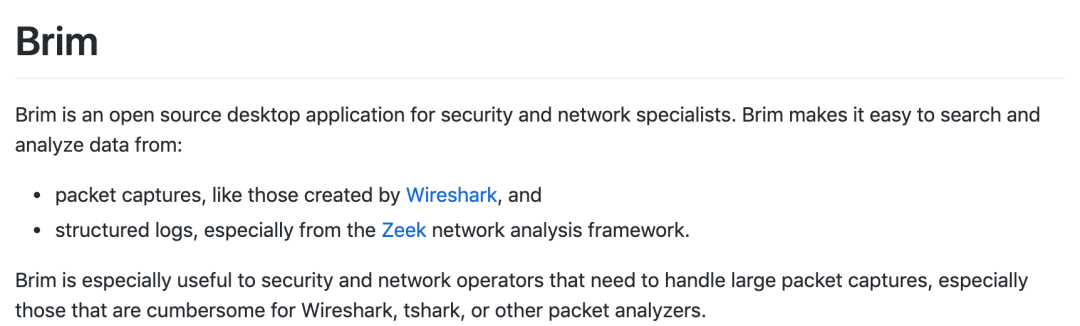 Brim
Brim is an open source desktop application for security and network specialists. Brim makes it easy to search and
analyze data from:
• packet captures, like those created by Wireshark, and
• structured logs, especially from the Zeek network analysis framework.
Brim is especially useful to security and network operators that need to handle large packet captures, especially
those that are cumbersome for Wireshark, tshark, or other packet analyzers.